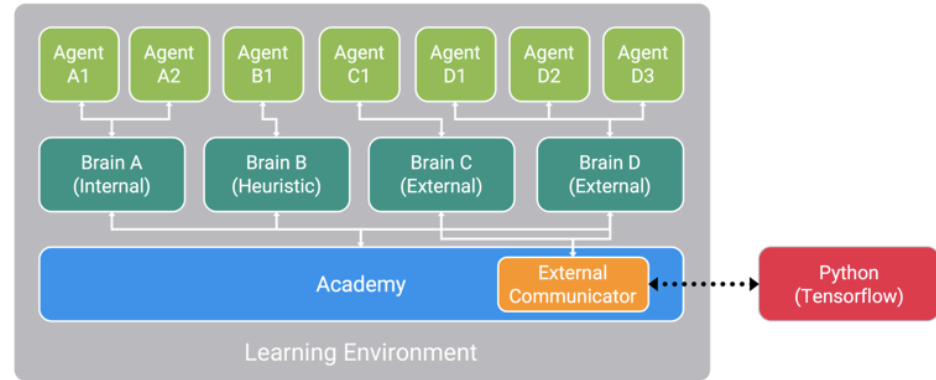 Agent
A1
Agent
A2
Agent
B1
Agent
C1
Agent
D1
Agent
D2
Agent
D3
Brain A
(Internal)
Brain B
(Heuristic)
Brain C
(External)
Brain D
(External)
Academy
External
Communicator
Python
(Tensorflow)
Learning Environment